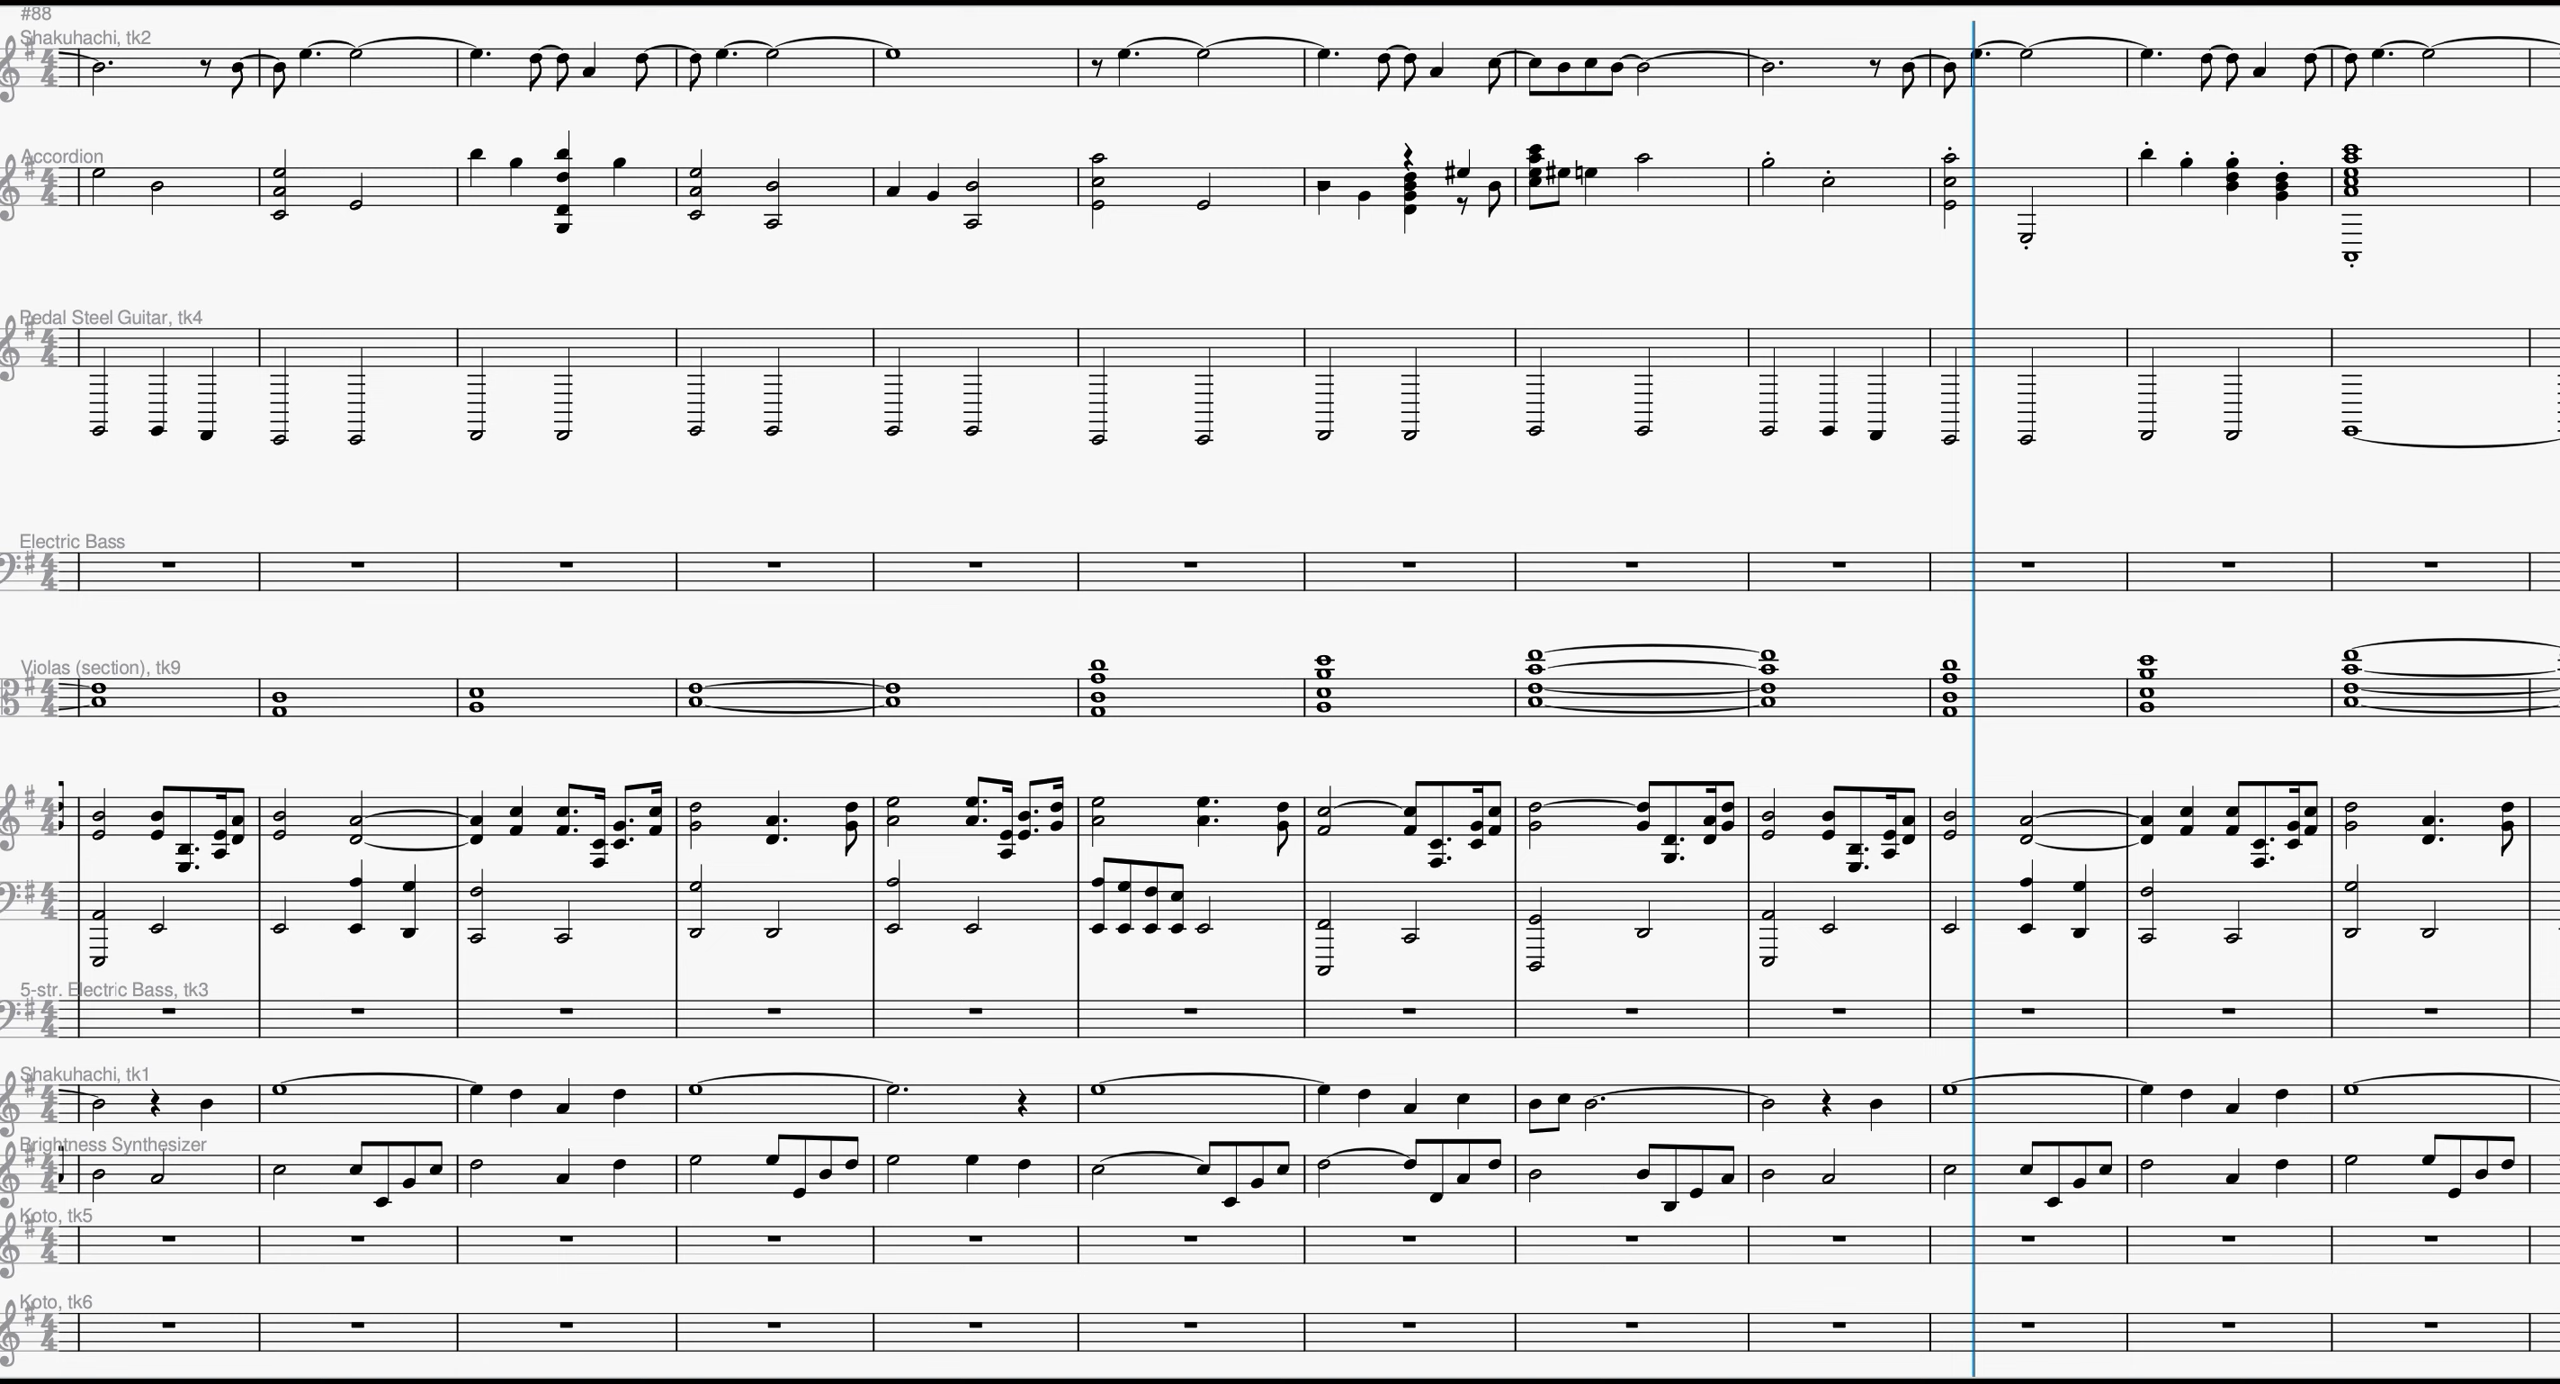 #88
Shakuhachi, tk2
Accordion
Pedal Steel Guitar, tk4
Electric Bass
Violas (section), tk9
5-str. Electric Bass, tk3
Shakuhachi, tk1
Brightness Synthesizer
Koto, tk5
Koto, tk6